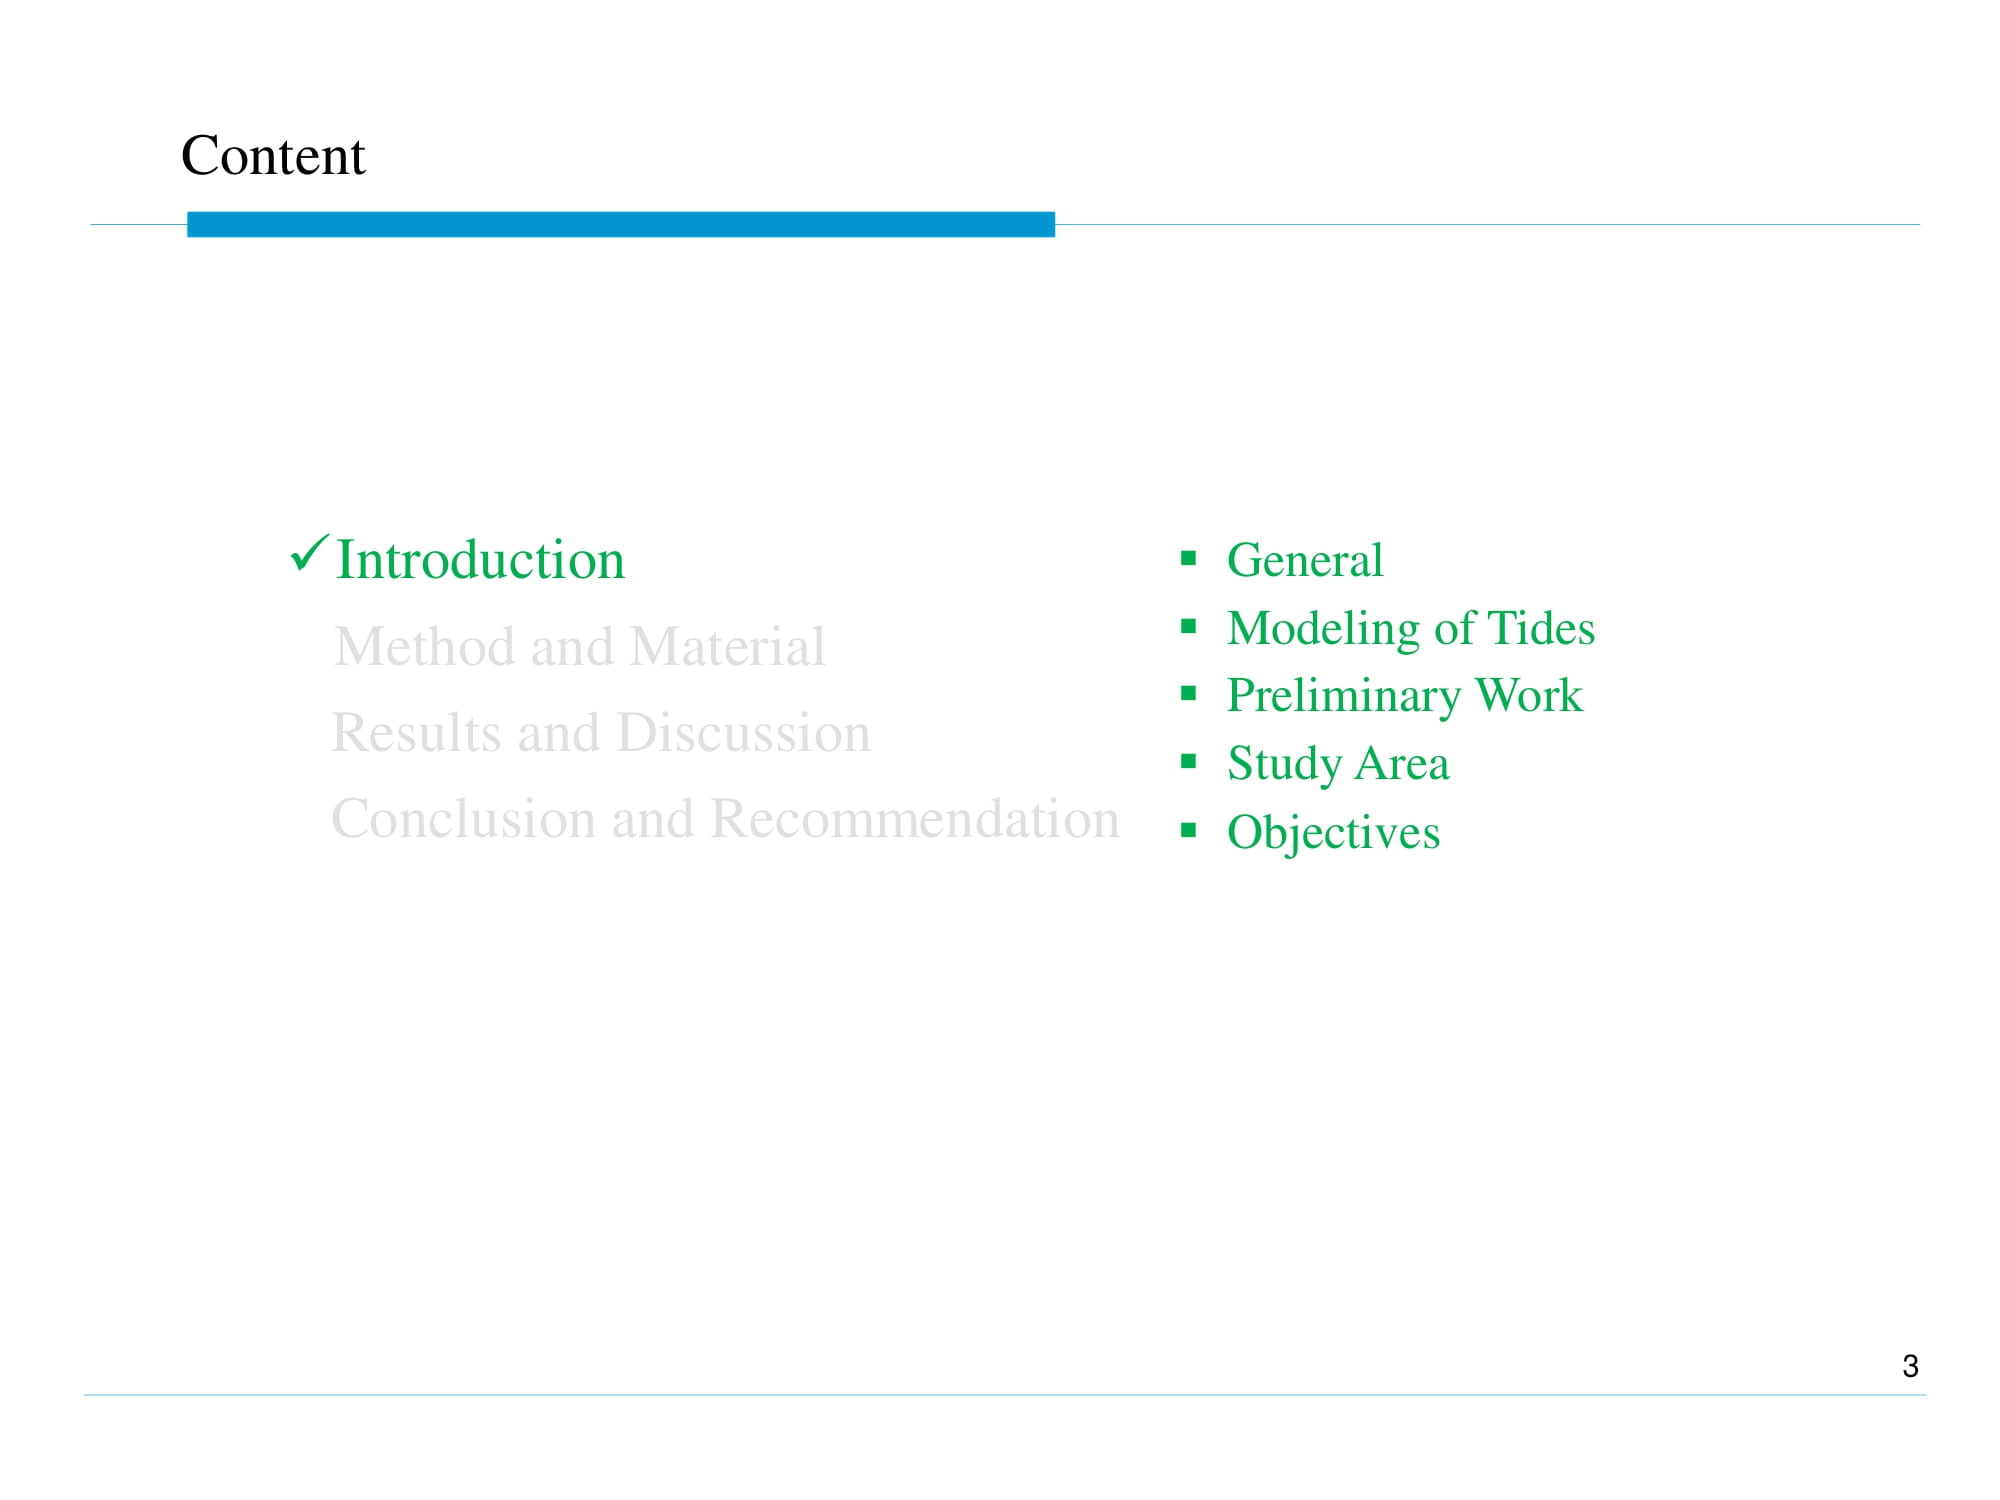 Content
✓Introduction
Method and Material
Results and Discussion
Conclusion and Recommendation
▪ General
▪ Modeling of Tides
▪ Preliminary Work
▪ Study Area
▪ Objectives
3